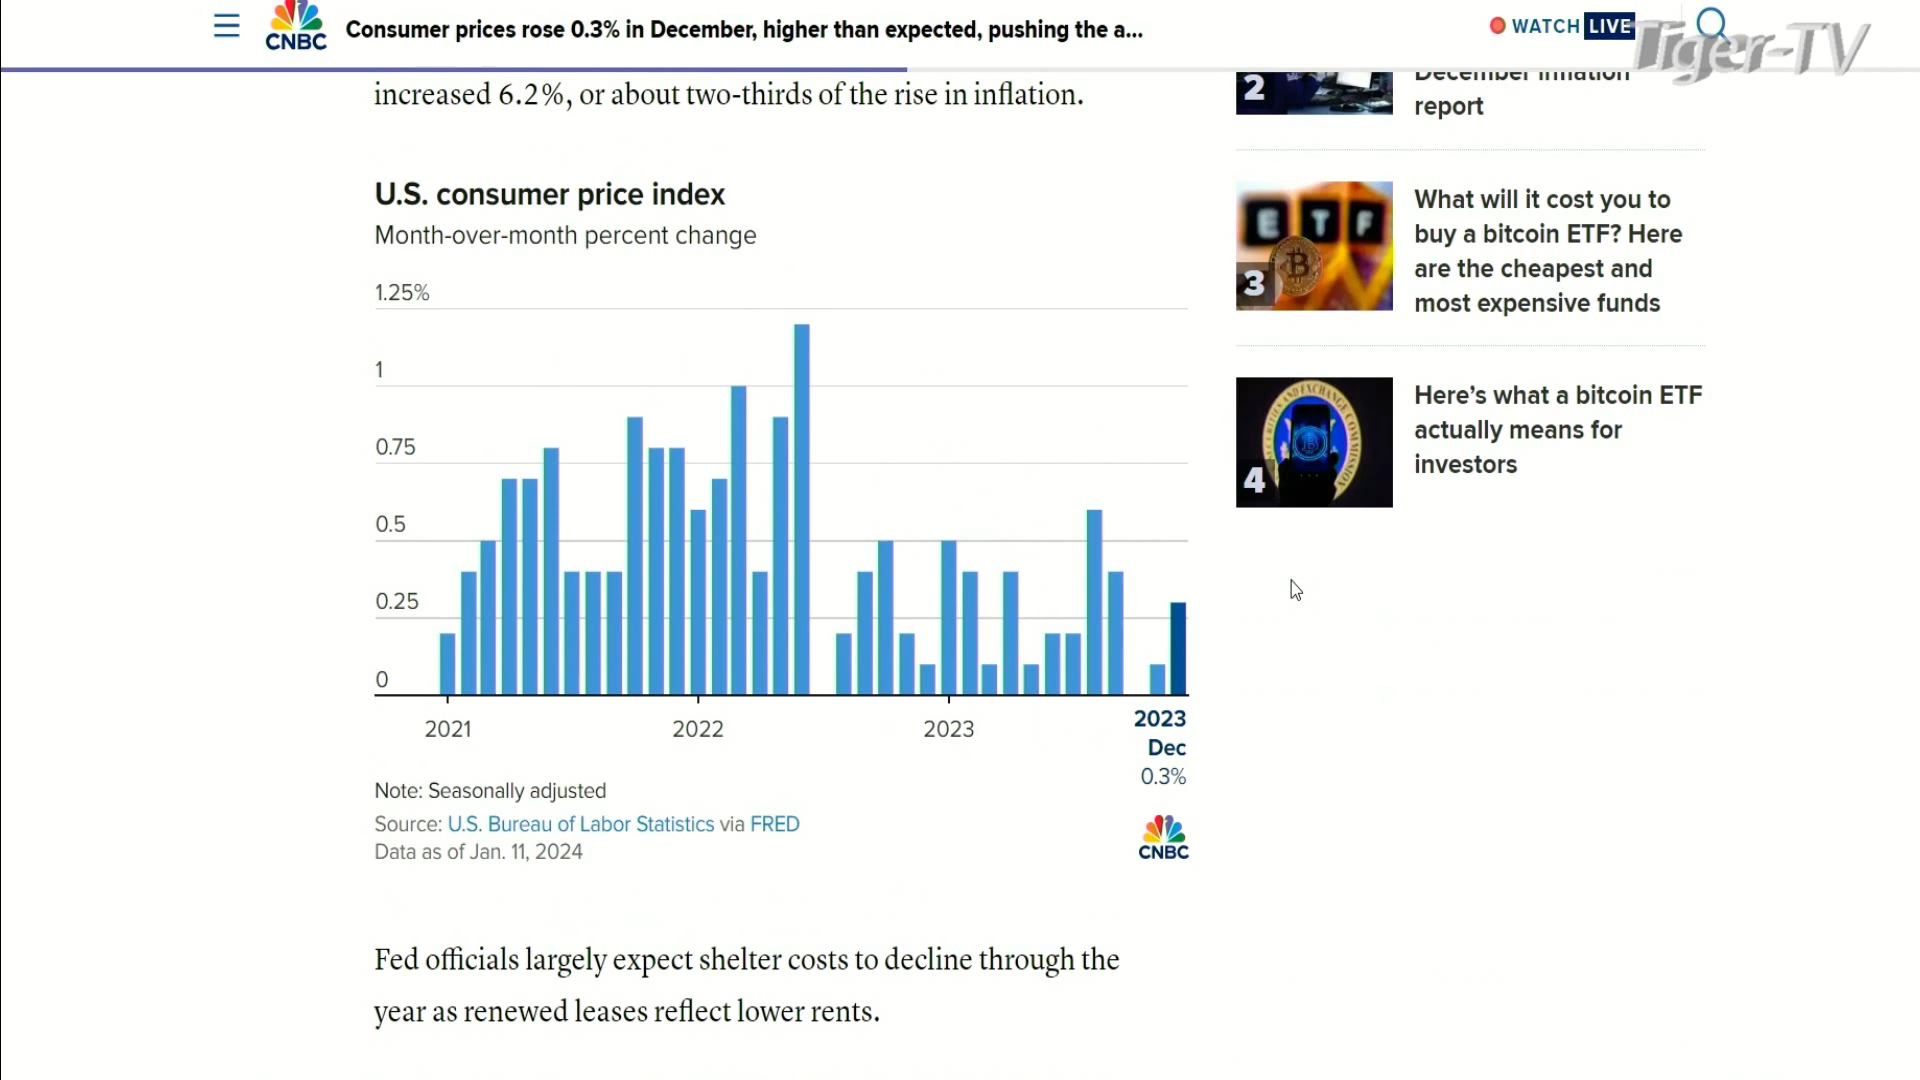 CNBC
Consumer prices rose 0.3% in December, higher than expected, pushing the a...
WATCH LIVE
Tiger-TV
increased 6.2%, or about two-thirds of the rise in inflation.
U.S. consumer price index
Month-over-month percent change
1.25%
1
0.75
0.5
0.25
0
2021
2022
2023
2023
Dec
0.3%
Note: Seasonally adjusted
Source: U.S. Bureau of Labor Statistics via FRED
Data as of Jan. 11, 2024
CNBC
Fed officials largely expect shelter costs to decline through the
year as renewed leases reflect lower rents.
2
December inflation
report
ETF
3
What will it cost you to
buy a bitcoin ETF? Here
are the cheapest and
most expensive funds
4
Here’s what a bitcoin ETF
actually means for
investors